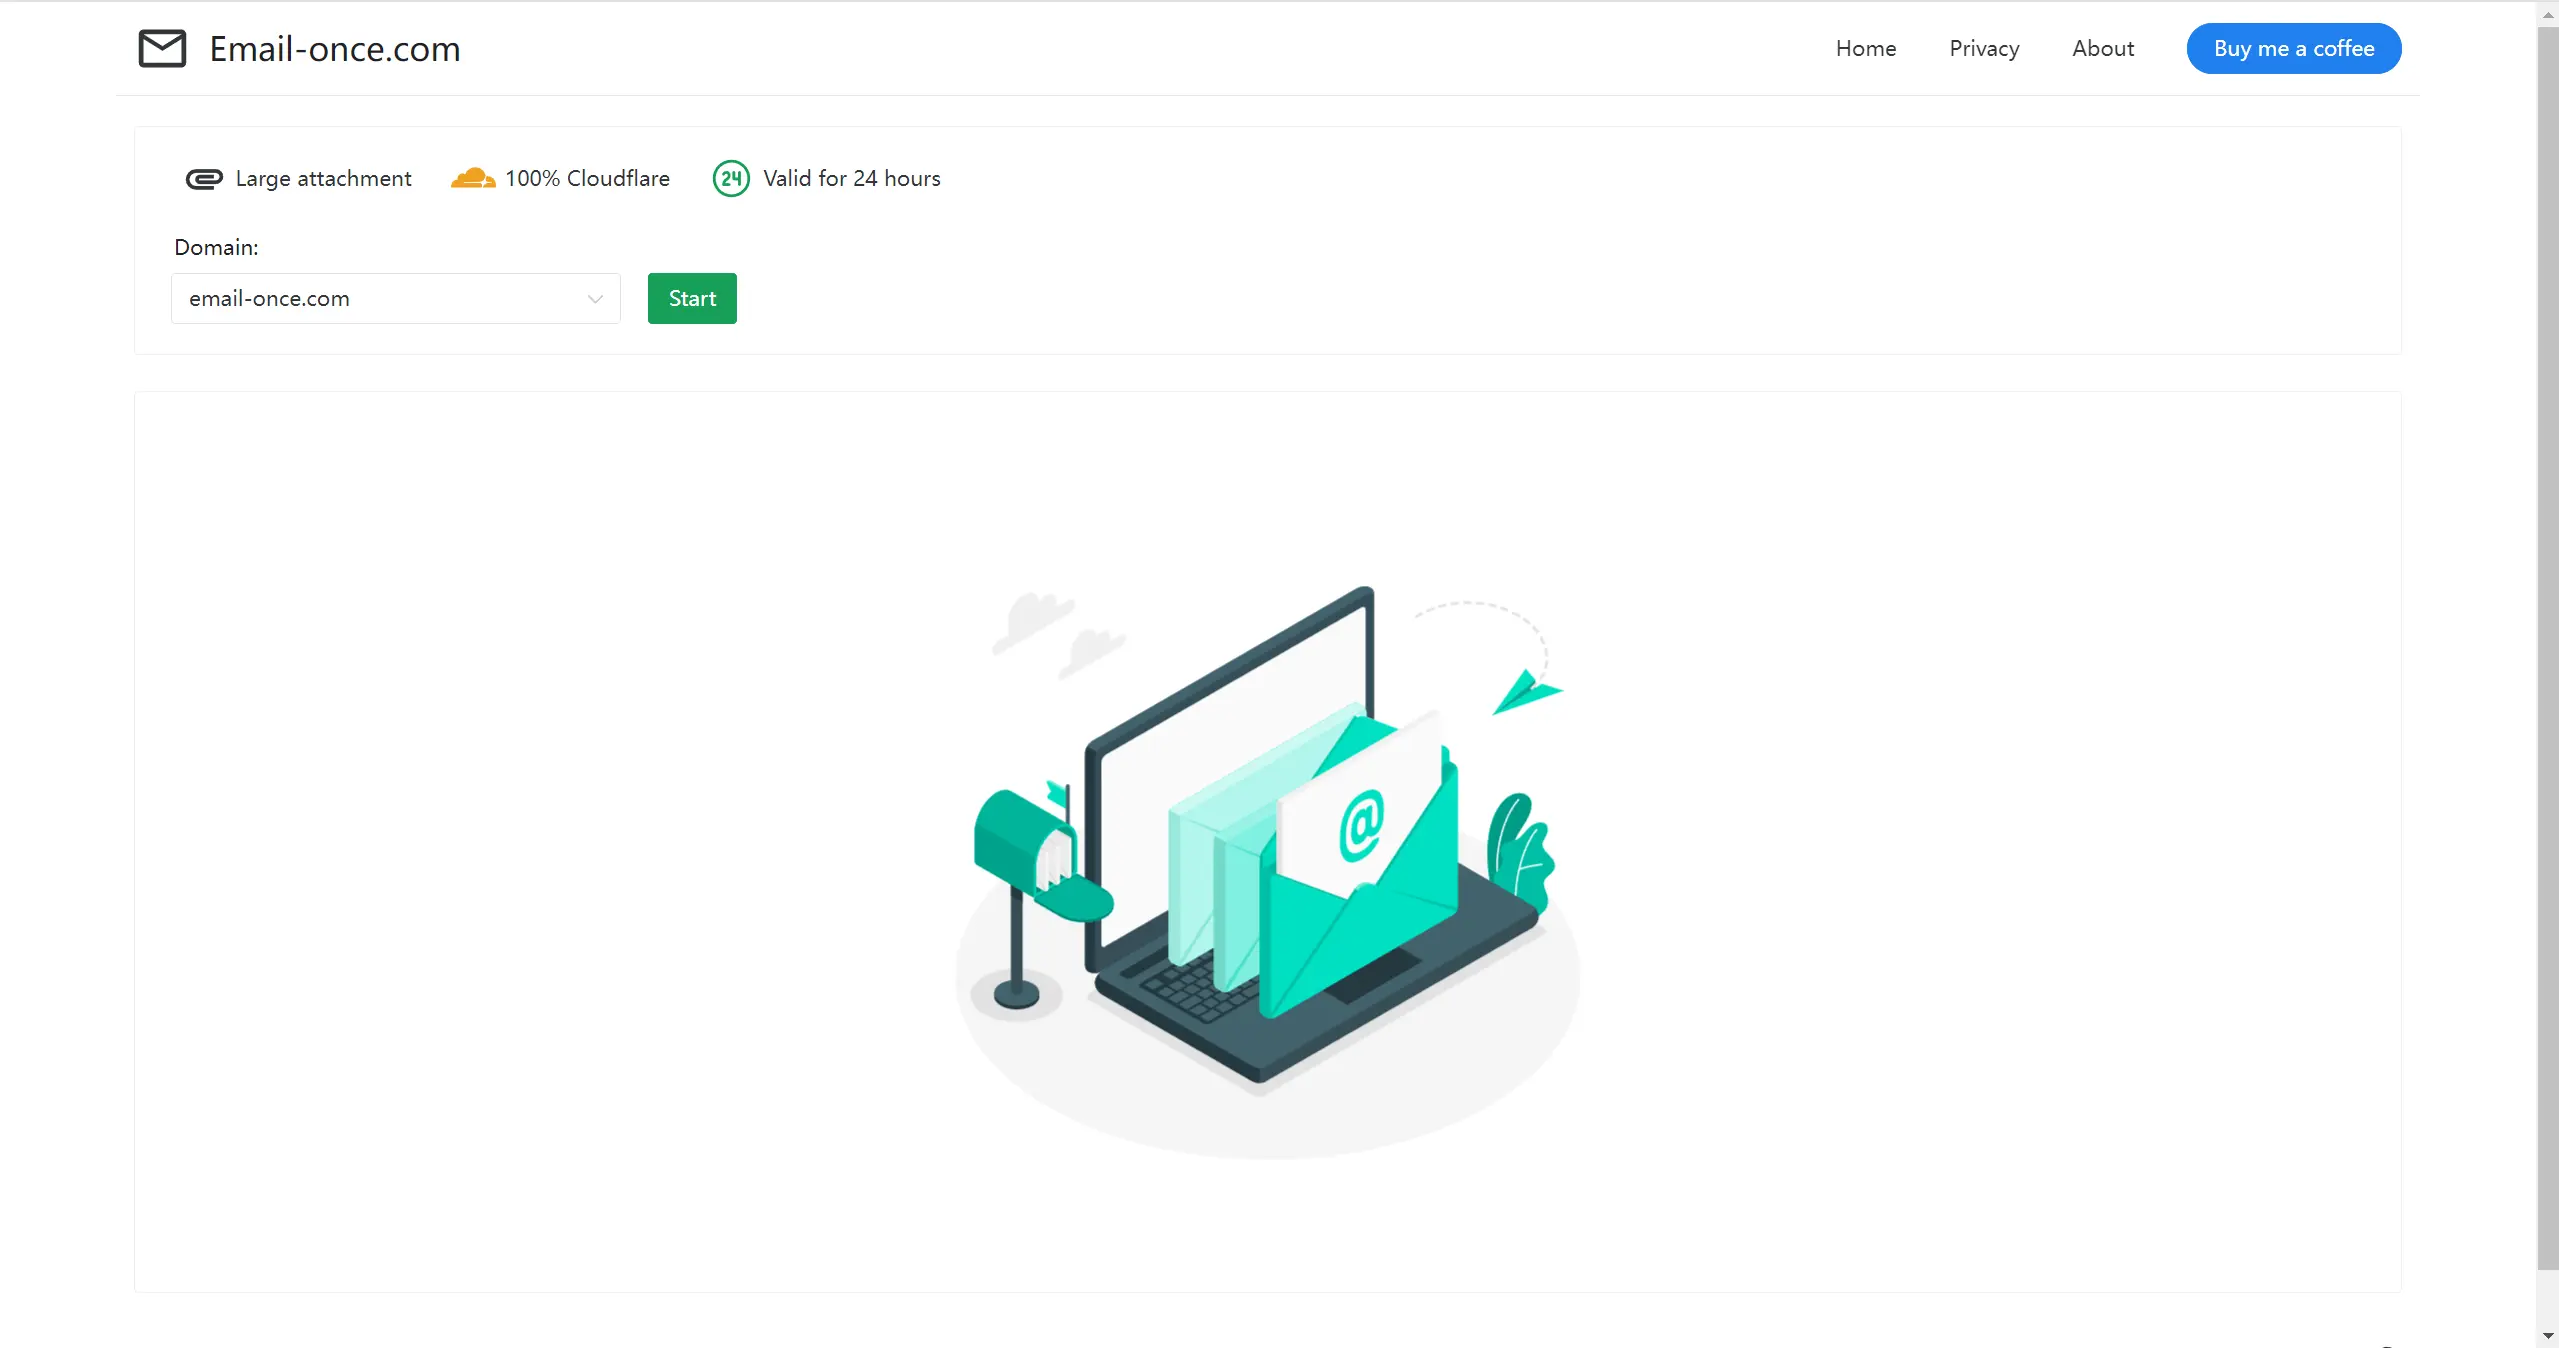 Email-once.com
Home Privacy About Buy me a coffee
Large attachment 100% Cloudflare 24 Valid for 24 hours
Domain:
email-once.com Start
@